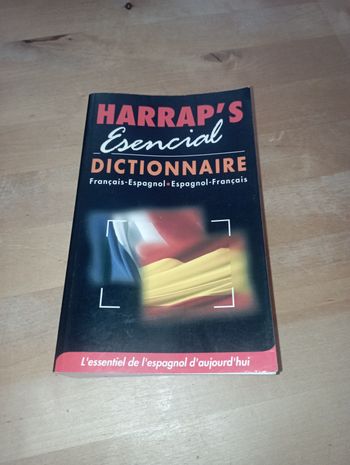 HARRAP'S
Esencial
DICTIONNAIRE
Français-Espagnol • Espagnol-Français
L'essentiel de l'espagnol d'aujourd'hui